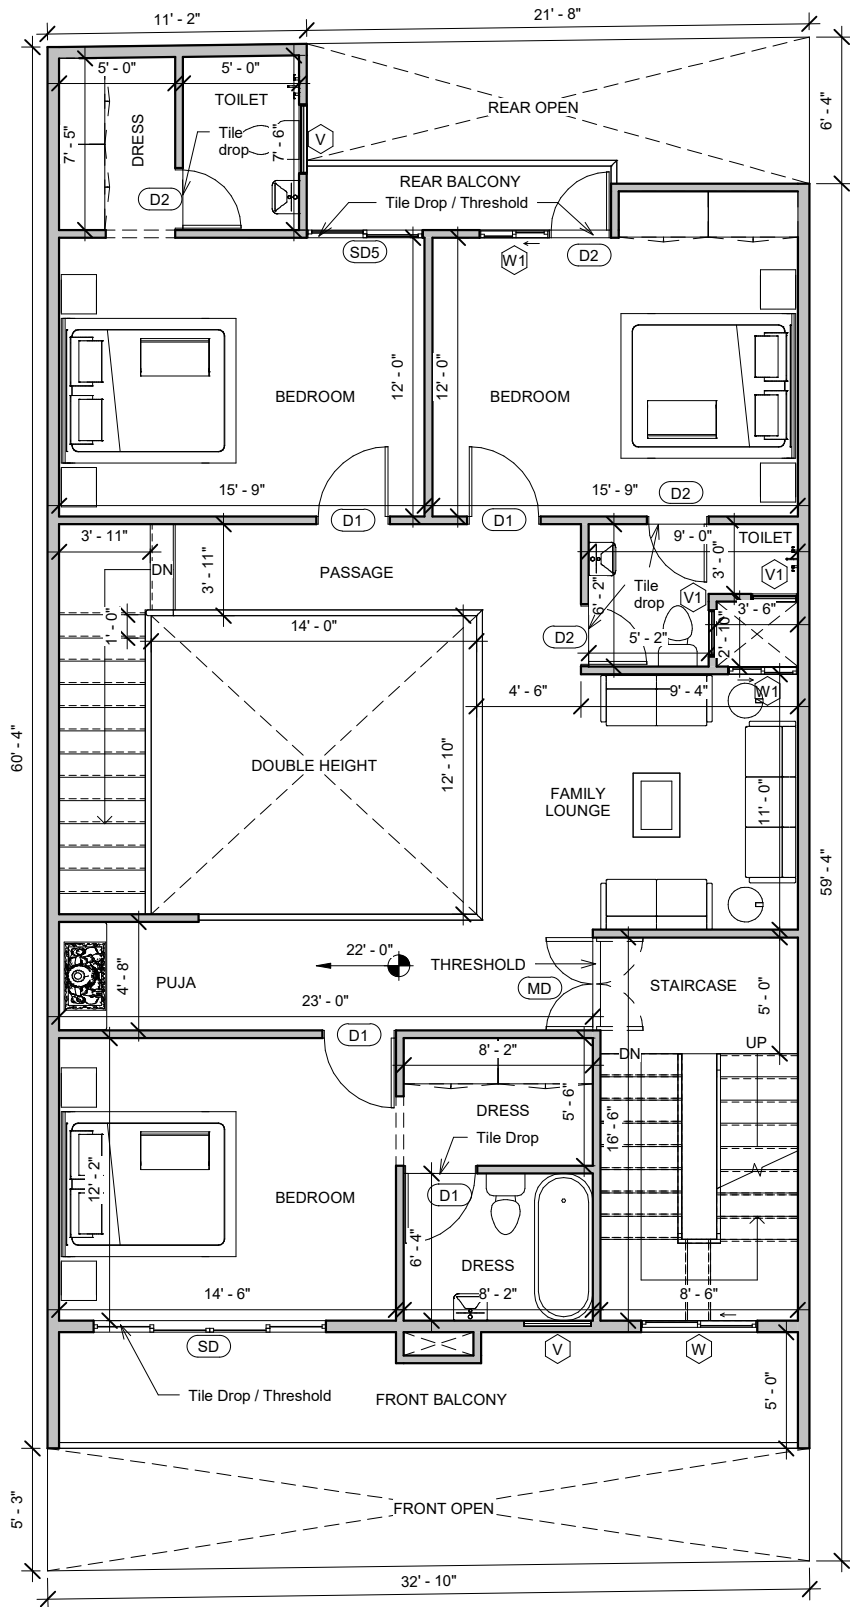 11' - 2"
21' - 8"
5' - 0"
5' - 0"
TOILET
REAR OPEN
6' - 4"
7' - 5"
DRESS
Tile
drop
7' - 6"
V
D2
REAR BALCONY
Tile Drop / Threshold
SD5
W1
D2
12' - 0"
12' - 0"
BEDROOM
BEDROOM
15' - 9"
15' - 9"
D2
D1
D1
3' - 11"
9' - 0"
TOILET
DN
3' - 11"
PASSAGE
3' - 0"
V1
Tile
drop
6' - 2"
V1
3' - 6"
1' - 0"
14' - 0"
D2
5' - 2"
2' - 10"
4' - 6"
9' - 4"
W1
60' - 4"
DOUBLE HEIGHT
12' - 10"
FAMILY
LOUNGE
11' - 0"
59' - 4"
22' - 0"
THRESHOLD
4' - 8"
PUJA
MD
STAIRCASE
5' - 0"
23' - 0"
D1
8' - 2"
DN
UP
5' - 6"
DRESS
16' - 6"
Tile Drop
12' - 2"
BEDROOM
D1
6' - 4"
DRESS
14' - 6"
8' - 2"
8' - 6"
SD
V
W
Tile Drop / Threshold
FRONT BALCONY
5' - 0"
5' - 3"
FRONT OPEN
32' - 10"